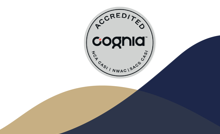 ACCREDITED
cognia
NCA CASI | NWAC | SACS CASI